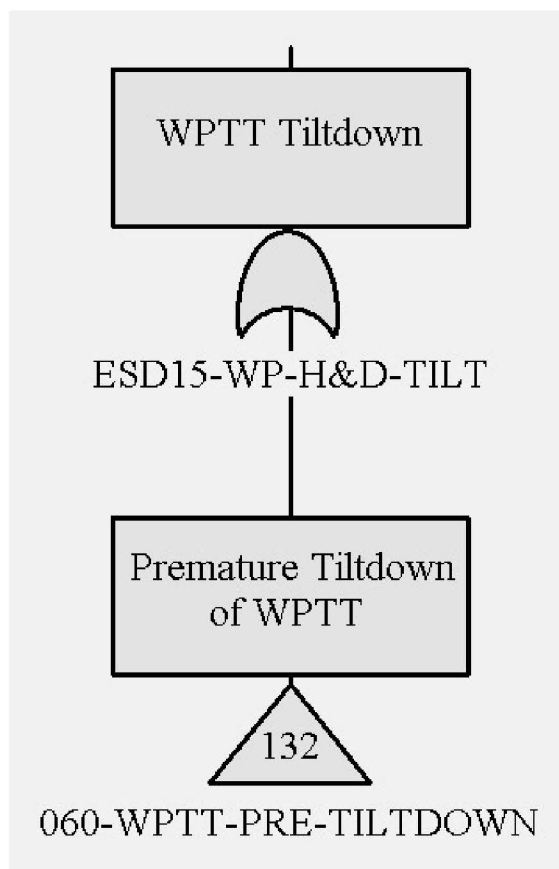 WPTT Tiltdown
ESD15-WP-H&D-TILT
Premature Tiltdown
of WPTT
132
060-WPTT-PRE-TILTDOWN